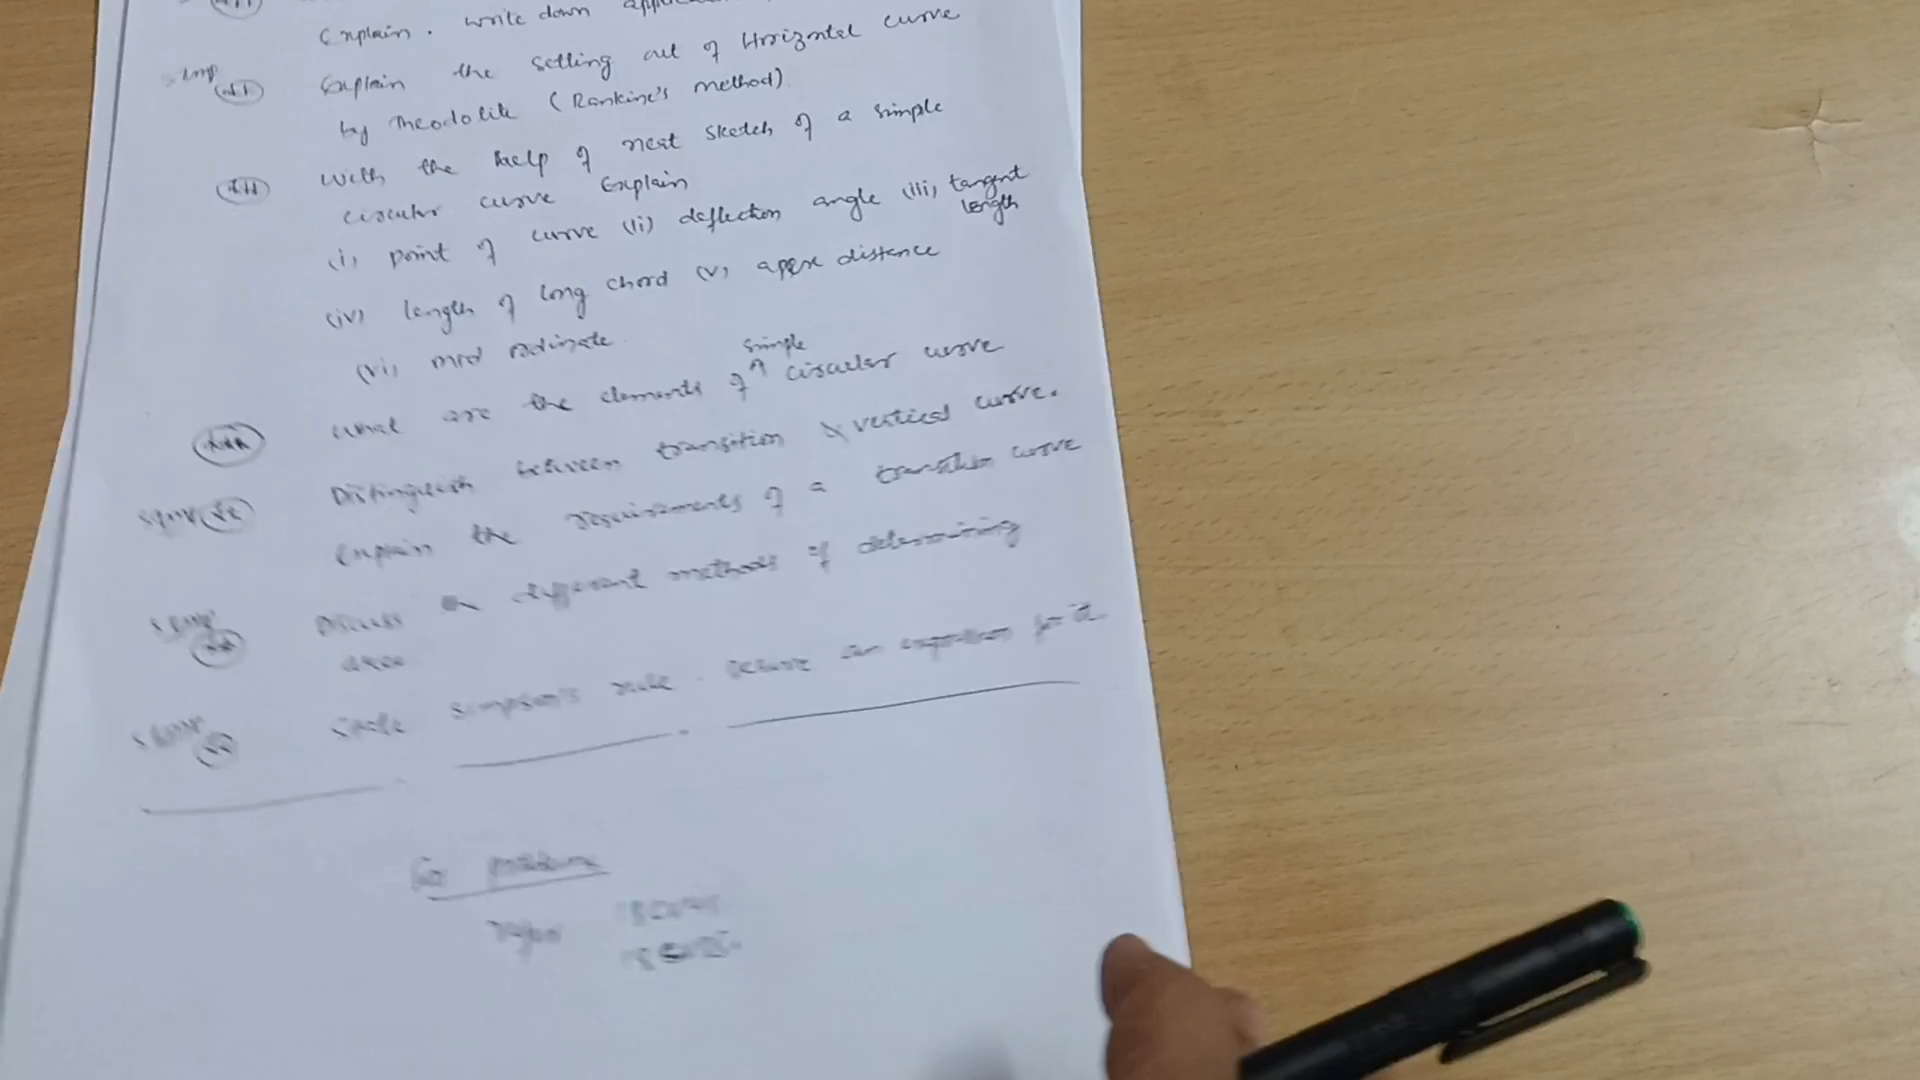 Explain. write down
Imp Explain the setting out of Horizontal curve
by Theodolite (Rankine's method).
With the help of neat sketch of a simple
circular curve Explain
(i) point of curve (ii) deflection angle (iii) tangent
length
(iv) length of long chord (v) apex distance
(vi) mid ordinate
simple
what are the elements of ^ circular curve
Distinguish between transition & vertical curve.
Explain the requirements of a transition curve
Discuss different methods of determining
area
State simpson's rule. Derive an expression for it